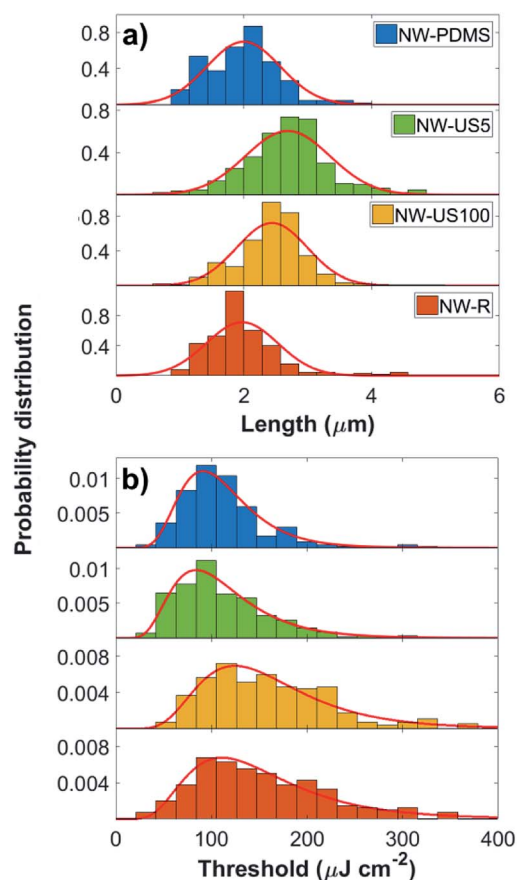 a)
0.8
0.4
NW-PDMS
0.8
0.4
NW-US5
0.8
0.4
NW-US100
0.8
0.4
NW-R
0 2 4 6
Length (μm)
Probability distribution
b)
0.01
0.005
0.01
0.005
0.008
0.004
0.008
0.004
0 100 200 300 400
Threshold (μJ cm-2)